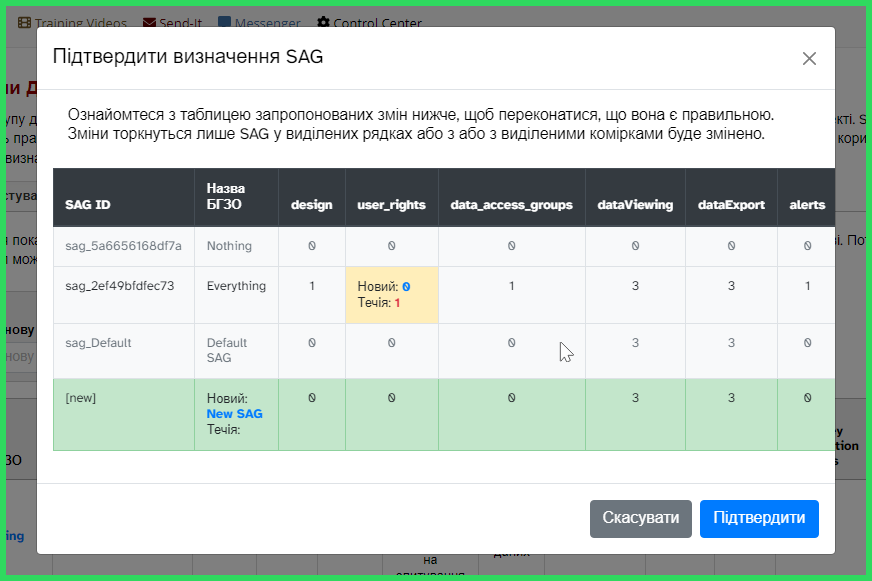 Training Videos Send-It Messenger Control Center
Підтвердити визначення SAG
Ознайомтеся з таблицею запропонованих змін нижче, щоб переконатися, що вона є правильною.
Зміни торкнуться лише SAG у виділених рядках або з або з виділеними комірками буде змінено.
SAG ID Назва БГЗО design user_rights data_access_groups dataViewing dataExport alerts
sag_5a6656168df7a Nothing 0 0 0 0 0 0
sag_2ef49bfdfec73 Everything 1 Новий: 0 1 3 3 1
Течія: 1
sag_Default Default 0 0 0 3 3 0
SAG
[new] Новий: 0 0 0 3 3 0
New SAG
Течія:
Скасувати Підтвердити
на